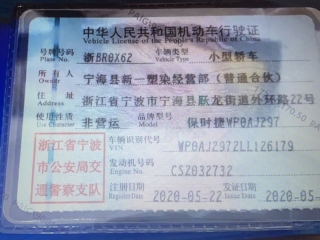 中华人民共和国机动车行驶证
Vehicle License of the People's Republic of China
号牌号码 浙BR0X62 车辆类型 小型轿车
Plate No. Vehicle Type
所有人 宁海县新一塑染经营部(普通合伙)
Owner
住址 浙江省宁波市宁海县跃龙街道外环路22号
Address
使用性质 非营运 品牌型号 保时捷WP0AJ297
Use Character Model
浙江省宁波市公安局交通警察支队
车辆识别代号 WP0AJ2972LL126179
VIN
发动机号码 CSZ032732
Engine No.
注册日期 2020-05-22 发证日期 2020-05
Register Date Issue Date